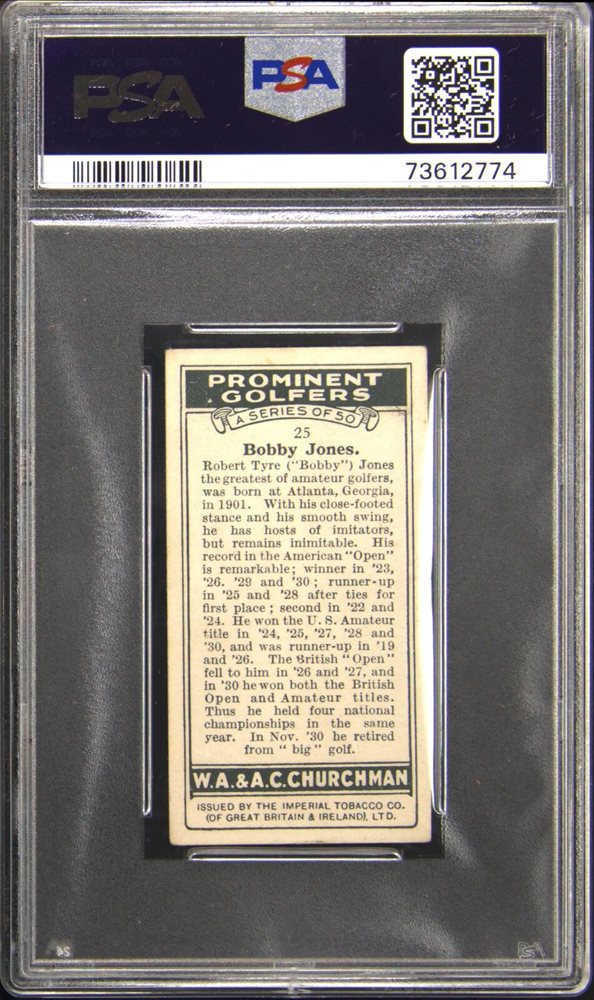 PSA
PSA
73612774
PROMINENT
GOLFERS
A SERIES OF 50
25
Bobby Jones.
Robert Tyre ("Bobby") Jones
the greatest of amateur golfers,
was born at Atlanta, Georgia,
in 1901. With his close-footed
stance and his smooth swing,
he has hosts of imitators,
but remains inimitable. His
record in the American "Open"
is remarkable; winner in '23,
'26. '29 and '30; runner-up
in '25 and '28 after ties for
first place; second in '22 and
'24. He won the U. S. Amateur
title in '24, '25, '27, '28 and
'30, and was runner-up in '19
and '26. The British "Open"
fell to him in '26 and '27, and
in '30 he won both the British
Open and Amateur titles.
Thus he held four national
championships in the same
year. In Nov. '30 he retired
from "big" golf.
W.A. & A.C. CHURCHMAN
ISSUED BY THE IMPERIAL TOBACCO CO.
(OF GREAT BRITAIN & IRELAND), LTD.
24
PSA